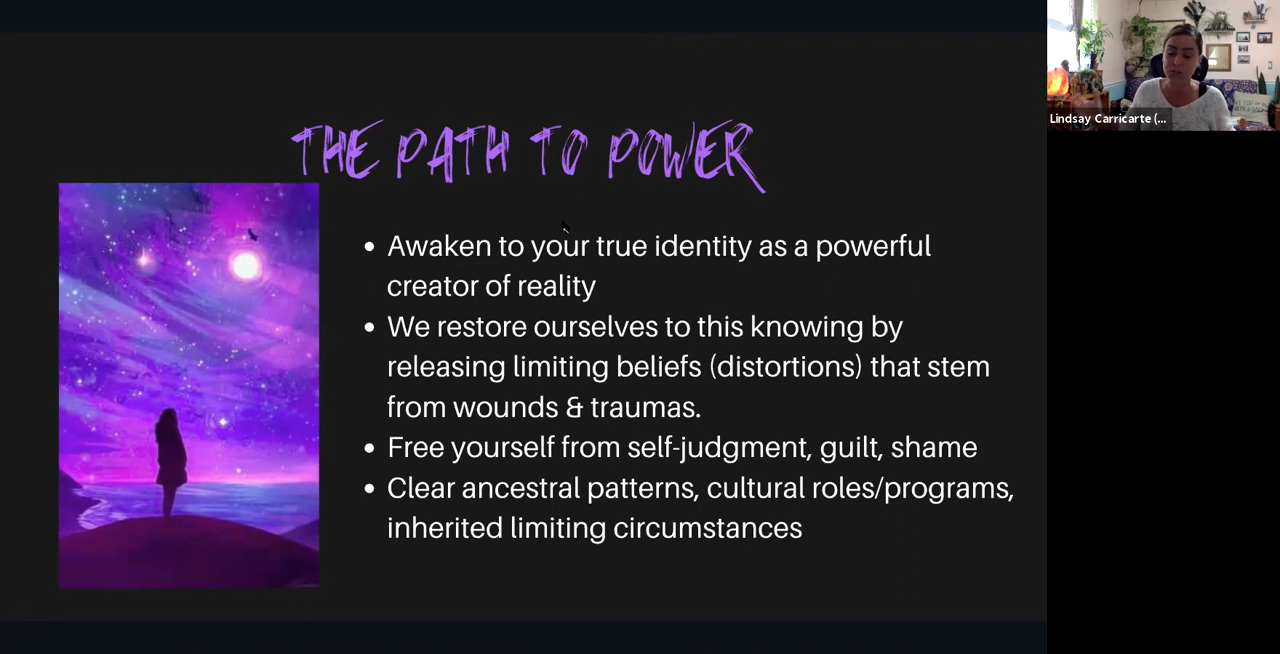 THE PATH TO POWER
• Awaken to your true identity as a powerful
creator of reality
• We restore ourselves to this knowing by
releasing limiting beliefs (distortions) that stem
from wounds & traumas.
• Free yourself from self-judgment, guilt, shame
• Clear ancestral patterns, cultural roles/programs,
inherited limiting circumstances
Lindsay Carricarte (...